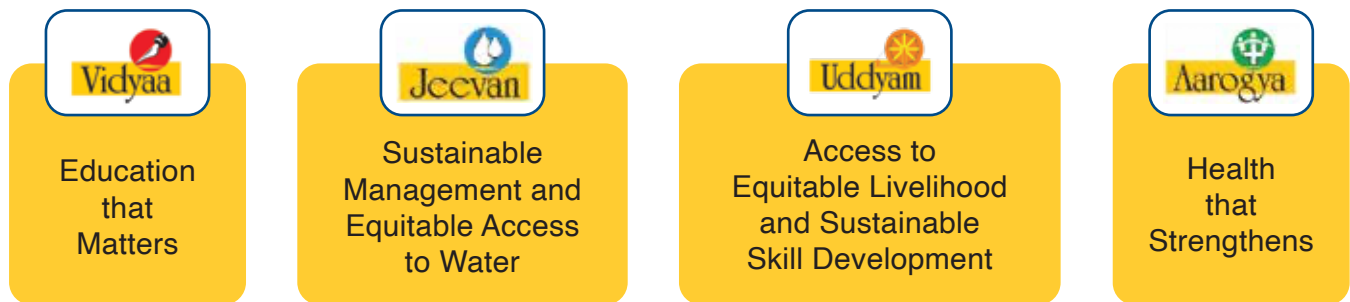 Vidyaa
Education
that
Matters
Jeevan
Sustainable
Management and
Equitable Access
to Water
Uddyam
Access to
Equitable Livelihood
and Sustainable
Skill Development
Aarogya
Health
that
Strengthens